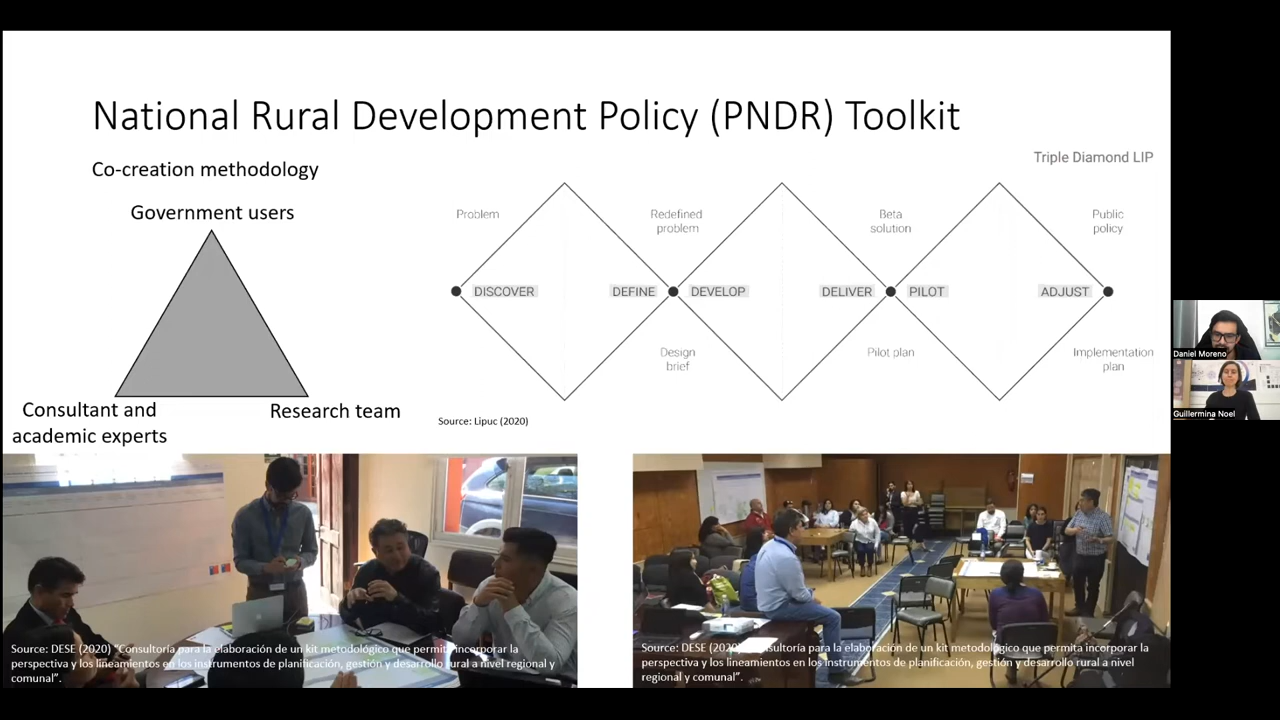 National Rural Development Policy (PNDR) Toolkit
Co-creation methodology
Government users
Consultant and
academic experts
Research team
Triple Diamond LIP
Problem
Redefined
problem
Beta
solution
Public
policy
DISCOVER
DEFINE
DEVELOP
DELIVER
PILOT
ADJUST
Design
brief
Pilot plan
Implementation
plan
Source: Lipuc (2020)
Daniel Moreno
Guillermina Noel
Source: DESE (2020) "Consultoría para la elaboración de un kit metodológico que permita incorporar la
perspectiva y los lineamientos en los instrumentos de planificación, gestión y desarrollo rural a nivel regional y
comunal".
Source: DESE (2020) "Consultoría para la elaboración de un kit metodológico que permita incorporar la
perspectiva y los lineamientos en los instrumentos de planificación, gestión y desarrollo rural a nivel
regional y comunal".